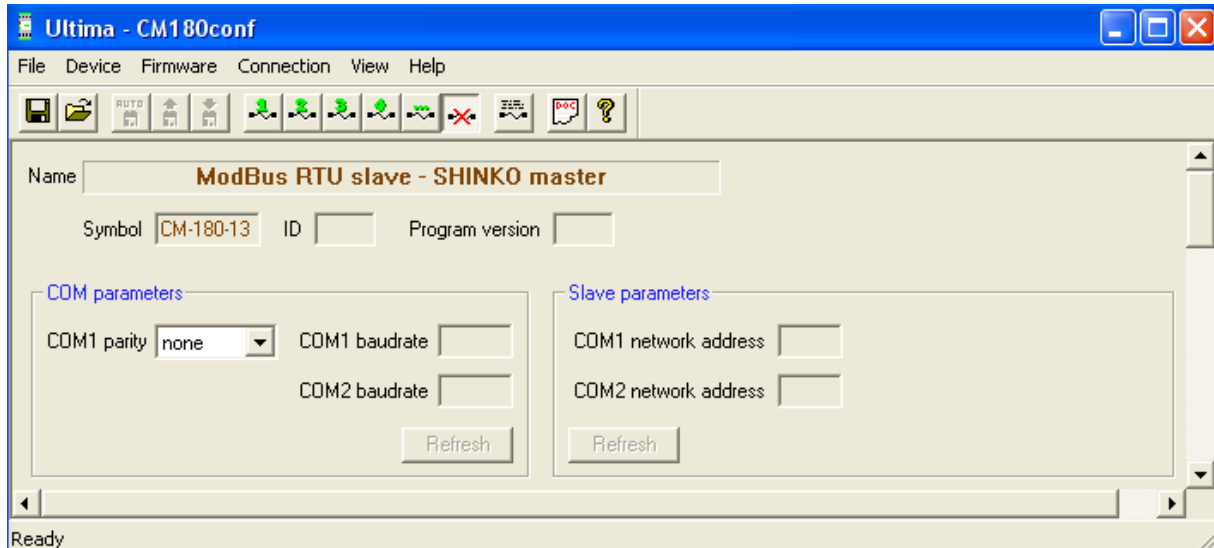 Ultima - CM180conf
File Device Firmware Connection View Help
AUTO DOC ?
Name ModBus RTU slave - SHINKO master
Symbol CM-180-13 ID Program version
COM parameters Slave parameters
COM1 parity none COM1 baudrate COM1 network address
COM2 baudrate COM2 network address
Refresh Refresh
Ready